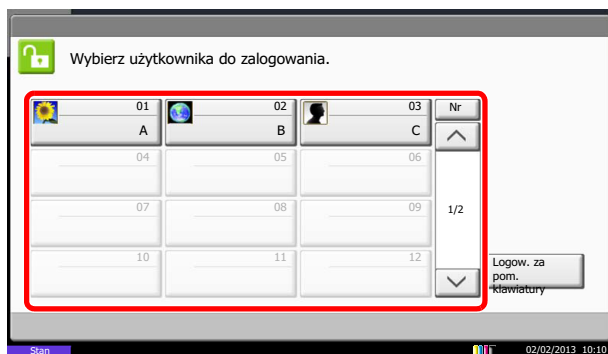 Wybierz użytkownika do zalogowania.
01 02 03 Nr
A B C
04 05 06
07 08 09 1/2
10 11 12
Logow. za
pom.
klawiatury
Stan 02/02/2013 10:10